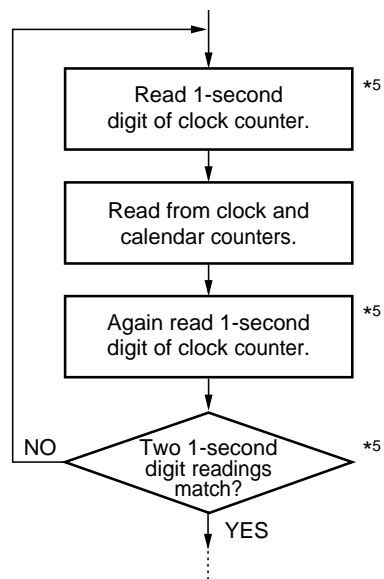 Read 1-second
digit of clock counter.
*5
Read from clock and
calendar counters.
Again read 1-second
digit of clock counter.
*5
Two 1-second
digit readings
match?
*5
NO
YES